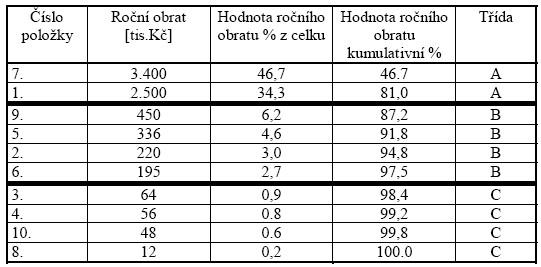 Číslo položky | Roční obrat [tis.Kč] | Hodnota ročního obratu % z celku | Hodnota ročního obratu kumulativní % | Třída
7. | 3.400 | 46,7 | 46.7 | A
1. | 2.500 | 34,3 | 81,0 | A
9. | 450 | 6,2 | 87,2 | B
5. | 336 | 4,6 | 91,8 | B
2. | 220 | 3,0 | 94,8 | B
6. | 195 | 2,7 | 97,5 | B
3. | 64 | 0,9 | 98,4 | C
4. | 56 | 0.8 | 99,2 | C
10. | 48 | 0.6 | 99,8 | C
8. | 12 | 0,2 | 100.0 | C